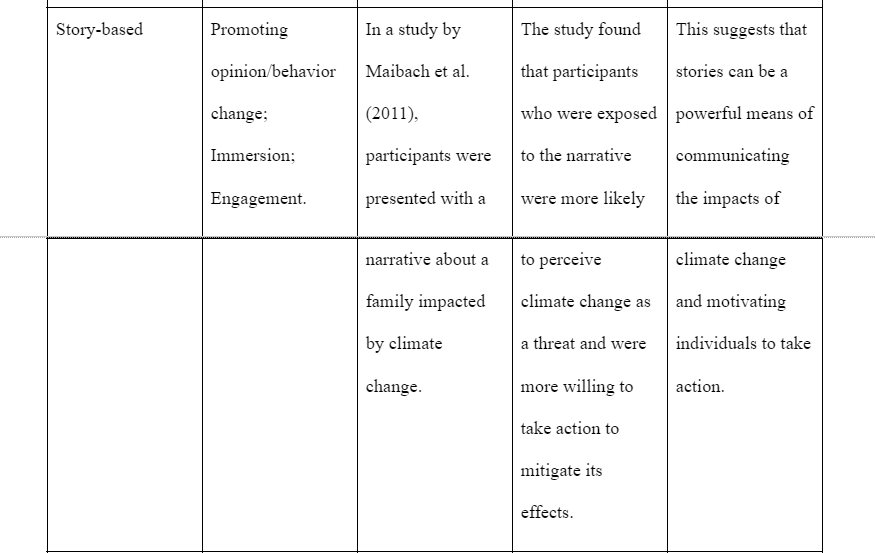 Story-based
Promoting
opinion/behavior
change;
Immersion;
Engagement.
In a study by
Maibach et al.
(2011),
participants were
presented with a
narrative about a
family impacted
by climate
change.
The study found
that participants
who were exposed
to the narrative
were more likely
to perceive
climate change as
a threat and were
more willing to
take action to
mitigate its
effects.
This suggests that
stories can be a
powerful means of
communicating
the impacts of
climate change
and motivating
individuals to take
action.